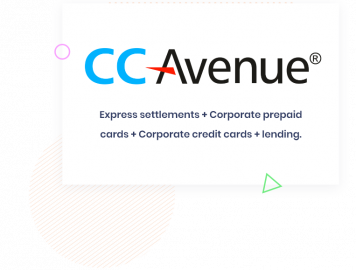 CCAvenue®
Express settlements + Corporate prepaid
cards + Corporate credit cards + lending.